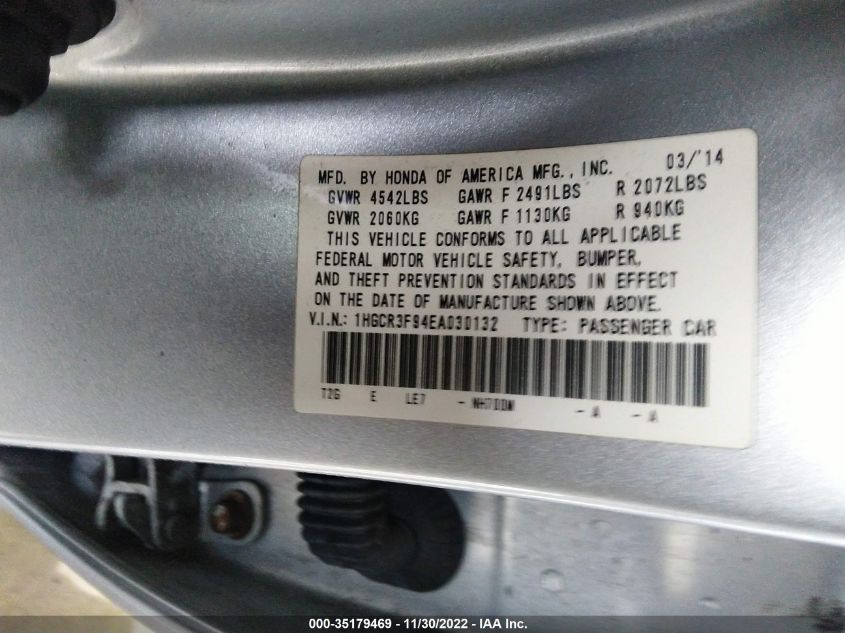 MFD. BY HONDA OF AMERICA MFG., INC. 03/'14
GVWR 4542LBS GAWR F 2491LBS R 2072LBS
GVWR 2060KG GAWR F 1130KG R 940KG
THIS VEHICLE CONFORMS TO ALL APPLICABLE
FEDERAL MOTOR VEHICLE SAFETY, BUMPER,
AND THEFT PREVENTION STANDARDS IN EFFECT
ON THE DATE OF MANUFACTURE SHOWN ABOVE.
V.I.N.: 1HGCR3F94EA030132 TYPE: PASSENGER CAR
T2G E LE7 - NH700M - A - A
000-35179469 - 11/30/2022 - IAA Inc.